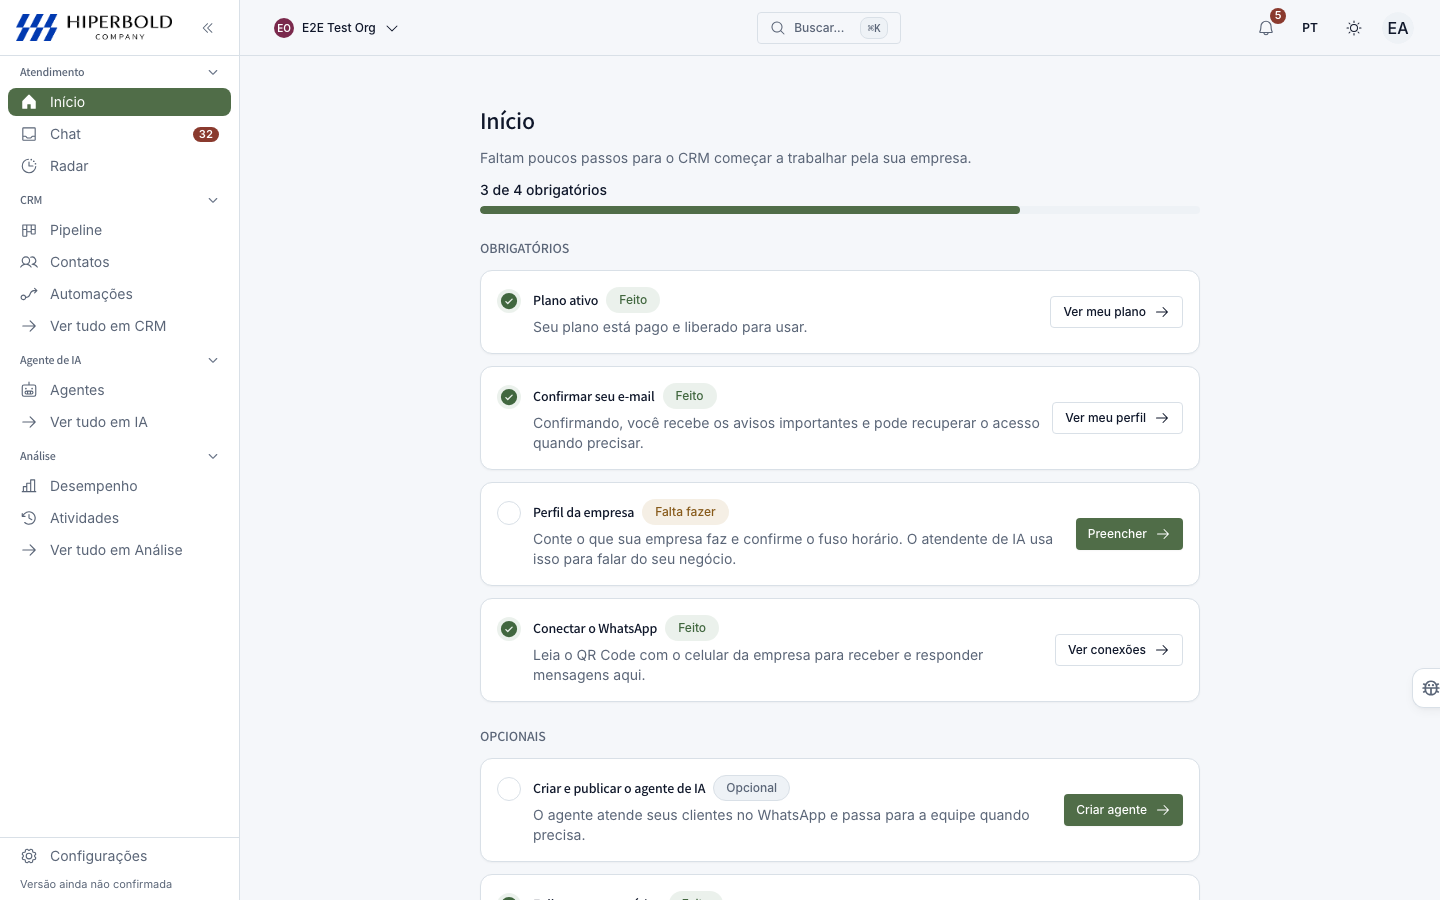 HIPERBOLD
COMPANY
EO E2E Test Org
Buscar... ⌘K
5
PT
EA
Atendimento
Início
Chat 32
Radar
CRM
Pipeline
Contatos
Automações
Ver tudo em CRM
Agente de IA
Agentes
Ver tudo em IA
Análise
Desempenho
Atividades
Ver tudo em Análise
Configurações
Versão ainda não confirmada
Início
Faltam poucos passos para o CRM começar a trabalhar pela sua empresa.
3 de 4 obrigatórios
OBRIGATÓRIOS
Plano ativo Feito
Seu plano está pago e liberado para usar.
Ver meu plano
Confirmar seu e-mail Feito
Confirmando, você recebe os avisos importantes e pode recuperar o acesso
quando precisar.
Ver meu perfil
Perfil da empresa Falta fazer
Conte o que sua empresa faz e confirme o fuso horário. O atendente de IA usa
isso para falar do seu negócio.
Preencher
Conectar o WhatsApp Feito
Leia o QR Code com o celular da empresa para receber e responder
mensagens aqui.
Ver conexões
OPCIONAIS
Criar e publicar o agente de IA Opcional
O agente atende seus clientes no WhatsApp e passa para a equipe quando
precisa.
Criar agente